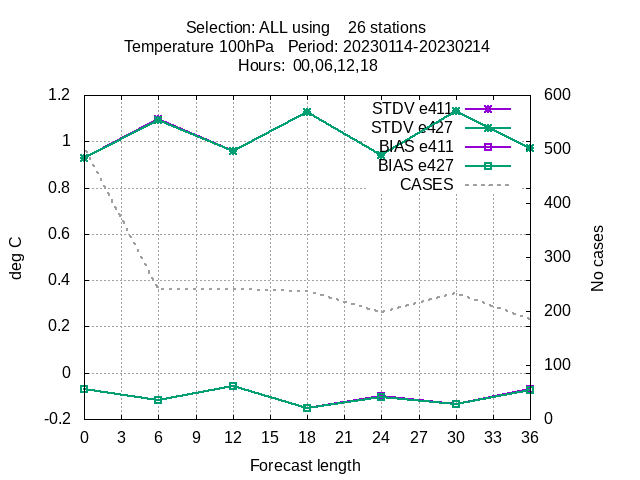 Selection: ALL using    26 stations
Temperature 100hPa   Period: 20230114-20230214
Hours:  00,06,12,18
1.2
1
0.8
0.6
0.4
0.2
0
-0.2
600
500
400
300
200
100
0
STDV e411
STDV e427
BIAS e411
BIAS e427
CASES
deg C
No cases
0 3 6 9 12 15 18 21 24 27 30 33 36
Forecast length